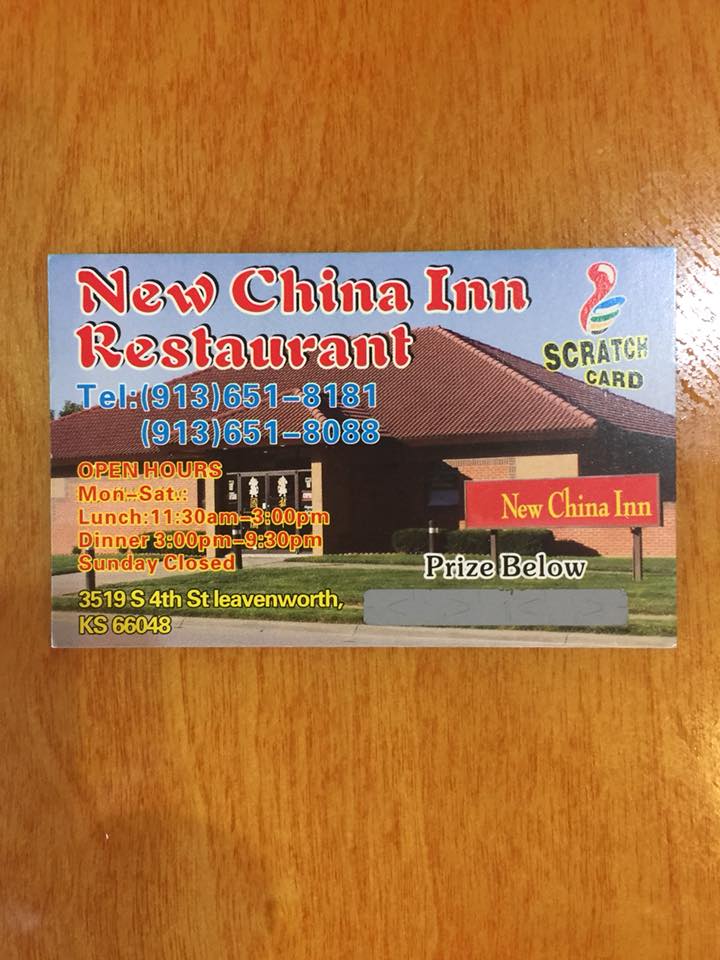 New China Inn
Restaurant
SCRATCH
CARD
Tel:(913)651-8181
(913)651-8088
OPEN HOURS
Mon-Sat.:
Lunch:11:30am-3:00pm
Dinner 3:00pm-9:30pm
Sunday Closed
New China Inn
Prize Below
3519 S 4th St leavenworth,
KS 66048